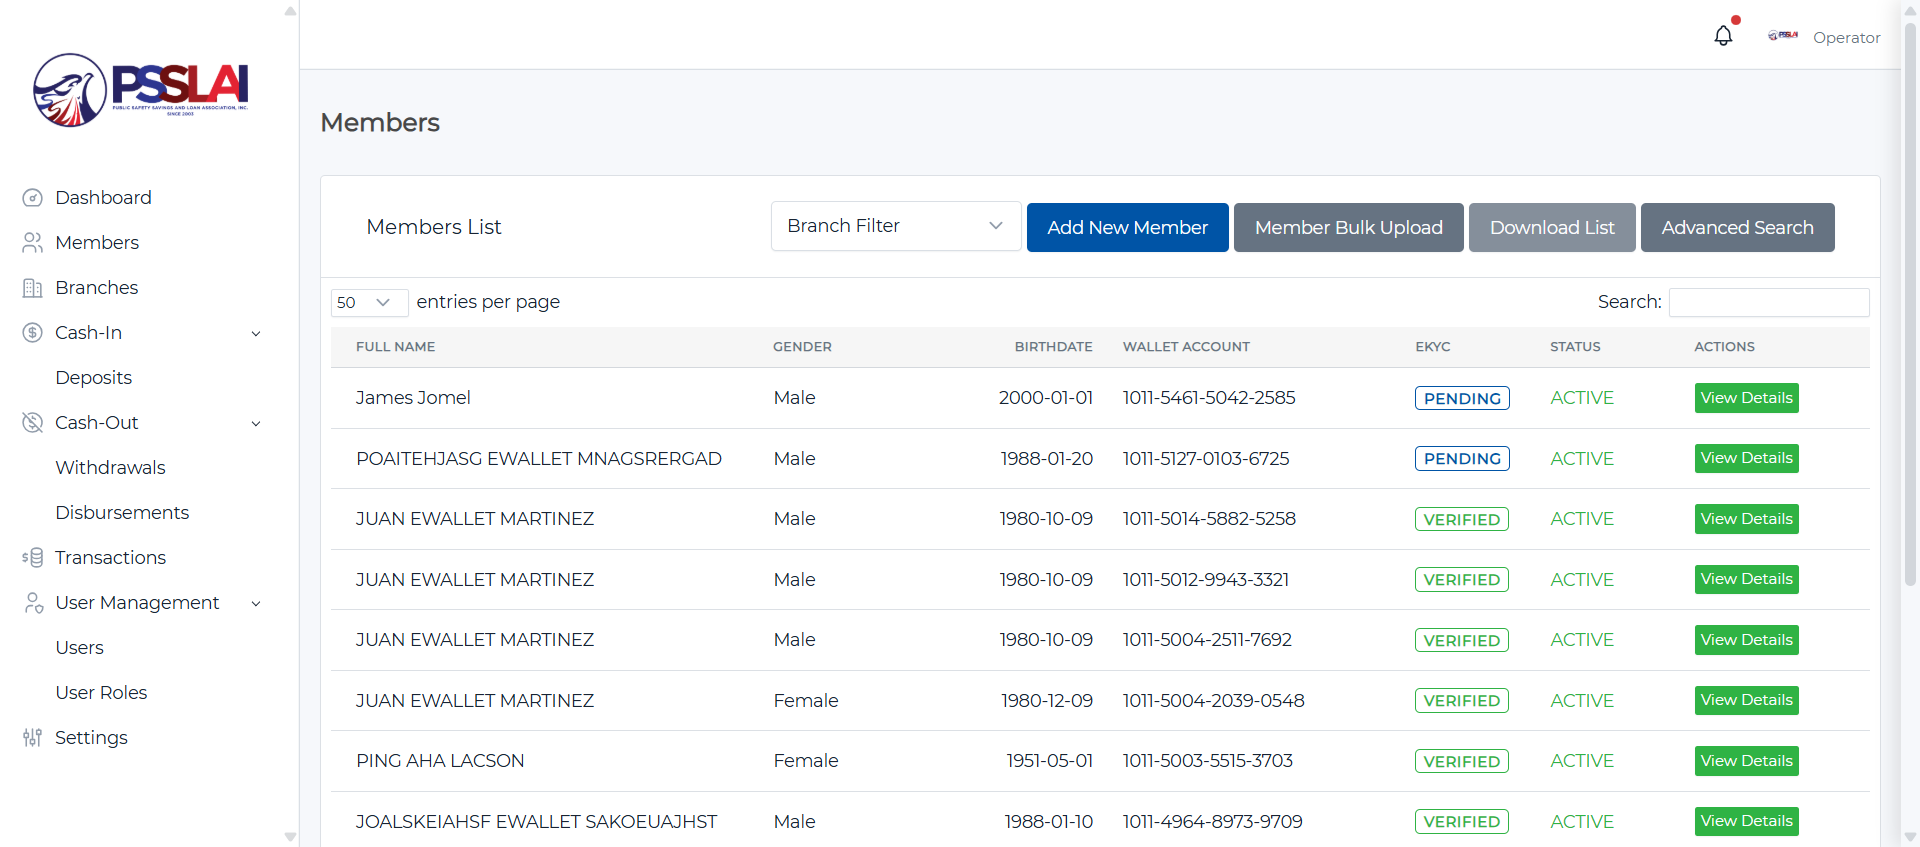 Operator
PSSLAI
PUBLIC SAFETY SAVINGS AND LOAN ASSOCIATION, INC.
SINCE 2003
Dashboard
Members
Branches
Cash-In
Deposits
Cash-Out
Withdrawals
Disbursements
Transactions
User Management
Users
User Roles
Settings
Members
Members List Branch Filter Add New Member Member Bulk Upload Download List Advanced Search
50 entries per page Search:
FULL NAME GENDER BIRTHDATE WALLET ACCOUNT EKYC STATUS ACTIONS
James Jomel Male 2000-01-01 1011-5461-5042-2585 PENDING ACTIVE View Details
POAITEHJASG EWALLET MNAGSRERGAD Male 1988-01-20 1011-5127-0103-6725 PENDING ACTIVE View Details
JUAN EWALLET MARTINEZ Male 1980-10-09 1011-5014-5882-5258 VERIFIED ACTIVE View Details
JUAN EWALLET MARTINEZ Male 1980-10-09 1011-5012-9943-3321 VERIFIED ACTIVE View Details
JUAN EWALLET MARTINEZ Male 1980-10-09 1011-5004-2511-7692 VERIFIED ACTIVE View Details
JUAN EWALLET MARTINEZ Female 1980-12-09 1011-5004-2039-0548 VERIFIED ACTIVE View Details
PING AHA LACSON Female 1951-05-01 1011-5003-5515-3703 VERIFIED ACTIVE View Details
JOALSKEIAHSF EWALLET SAKOEUAJHST Male 1988-01-10 1011-4964-8973-9709 VERIFIED ACTIVE View Details